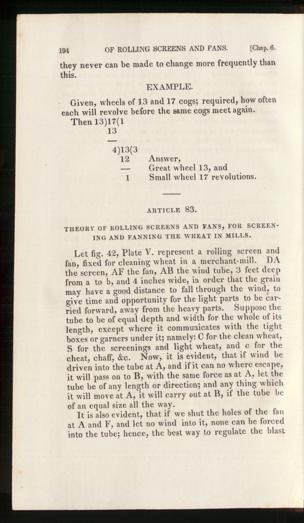 194 OF ROLLING SCREENS AND FANS. [Chap. 6.
they never can be made to change more frequently than
this.
EXAMPLE.
Given, wheels of 13 and 17 cogs; required, how often
each will revolve before the same cogs meet again.
Then 13)17(1
13
—
4)13(3
12 Answer,
— Great wheel 13, and
1 Small wheel 17 revolutions.
ARTICLE 83.
THEORY OF ROLLING SCREENS AND FANS, FOR SCREEN-
ING AND FANNING THE WHEAT IN MILLS.
Let fig. 42, Plate V. represent a rolling screen and
fan, fixed for cleaning wheat in a merchant-mill. DA
the screen, AF the fan, AB the wind tube, 3 feet deep
from a to b, and 4 inches wide, in order that the grain
may have a good distance to fall through the wind, to
give time and opportunity for the light parts to be car-
ried forward, away from the heavy parts. Suppose the
tube to be of equal depth and width for the whole of its
length, except where it communicates with the tight
boxes or garners under it; namely: C for the clean wheat,
S for the screenings and light wheat, and c for the
cheat, chaff, &c. Now, it is evident, that if wind be
driven into the tube at A, and if it can no where escape,
it will pass on to B, with the same force as at A, let the
tube be of any length or direction; and any thing which
it will move at A, it will carry out at B, if the tube be
of an equal size all the way.
It is also evident, that if we shut the holes of the fan
at A and F, and let no wind into it, none can be forced
into the tube; hence, the best way to regulate the blast